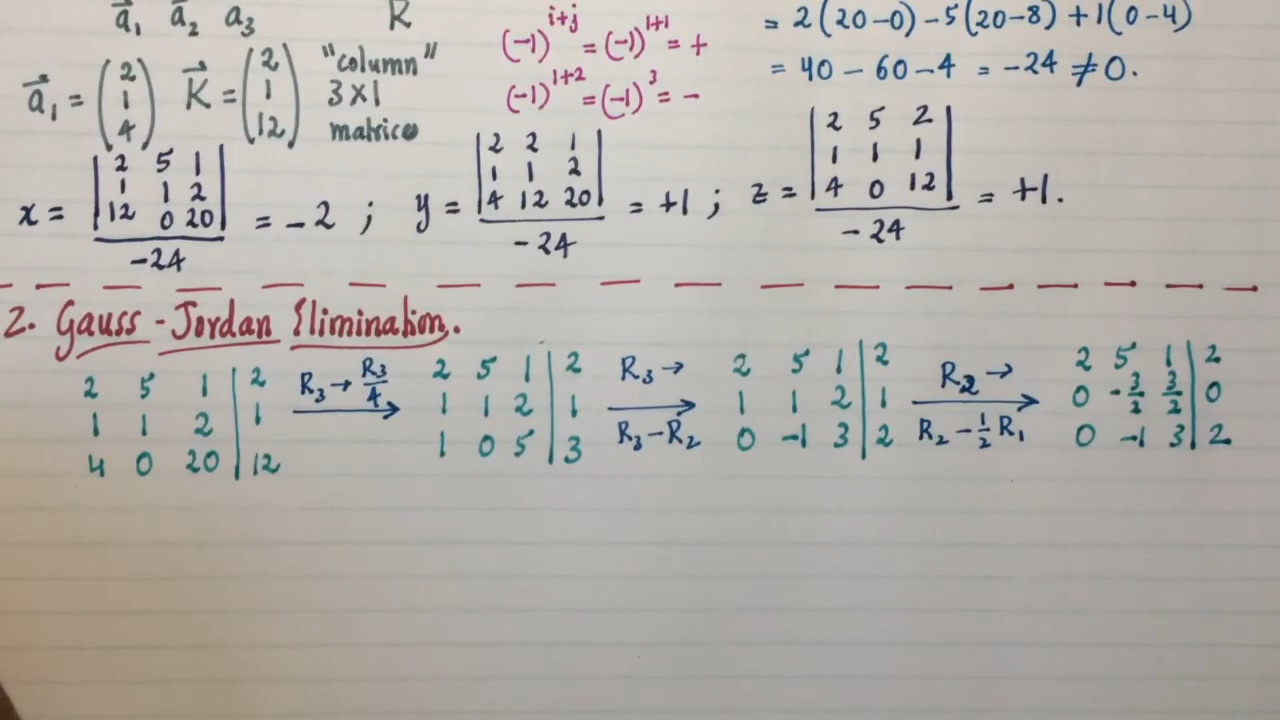 a⃗₁ a⃗₂ a₃ K
a⃗₁ = (2 1 4) K⃗ = (2 1 12) "column" 3×1 matrices
(-1)^{i+j} = (-1)^{1+1} = +
(-1)^{1+2} = (-1)^3 = -
= 2(20-0) - 5(20-8) + 1(0-4)
= 40 - 60 - 4 = -24 ≠ 0.
x = |2 5 1
1 1 2
12 0 20| / -24 = -2 ;
y = |2 2 1
1 1 2
4 12 20| / -24 = +1 ;
z = |2 5 2
1 1 1
4 0 12| / -24 = +1.
2. Gauss-Jordan Elimination.
2 5 1 | 2
1 1 2 | 1
4 0 20 | 12
R₃ → R₃/4
2 5 1 | 2
1 1 2 | 1
1 0 5 | 3
R₃ →
R₃ - R₂
2 5 1 | 2
1 1 2 | 1
0 -1 3 | 2
R₂ →
R₂ - 1/2 R₁
2 5 1 | 2
0 -3/2 3/2 | 0
0 -1 3 | 2